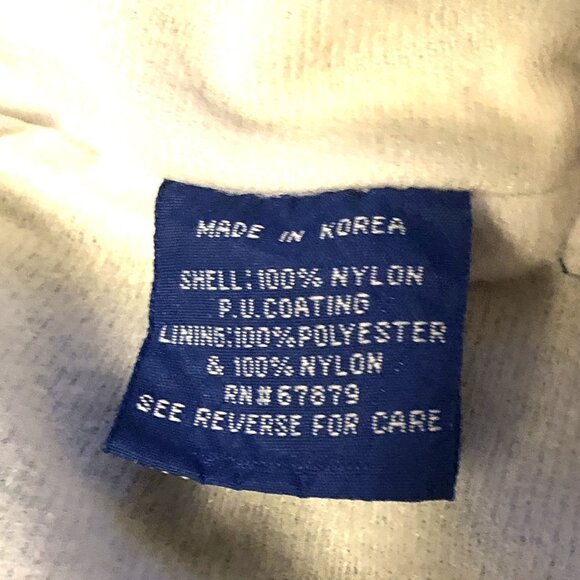 MADE IN KOREA
SHELL:100% NYLON
P.U.COATING
LINING:100%POLYESTER
& 100% NYLON
RN#67879
SEE REVERSE FOR CARE